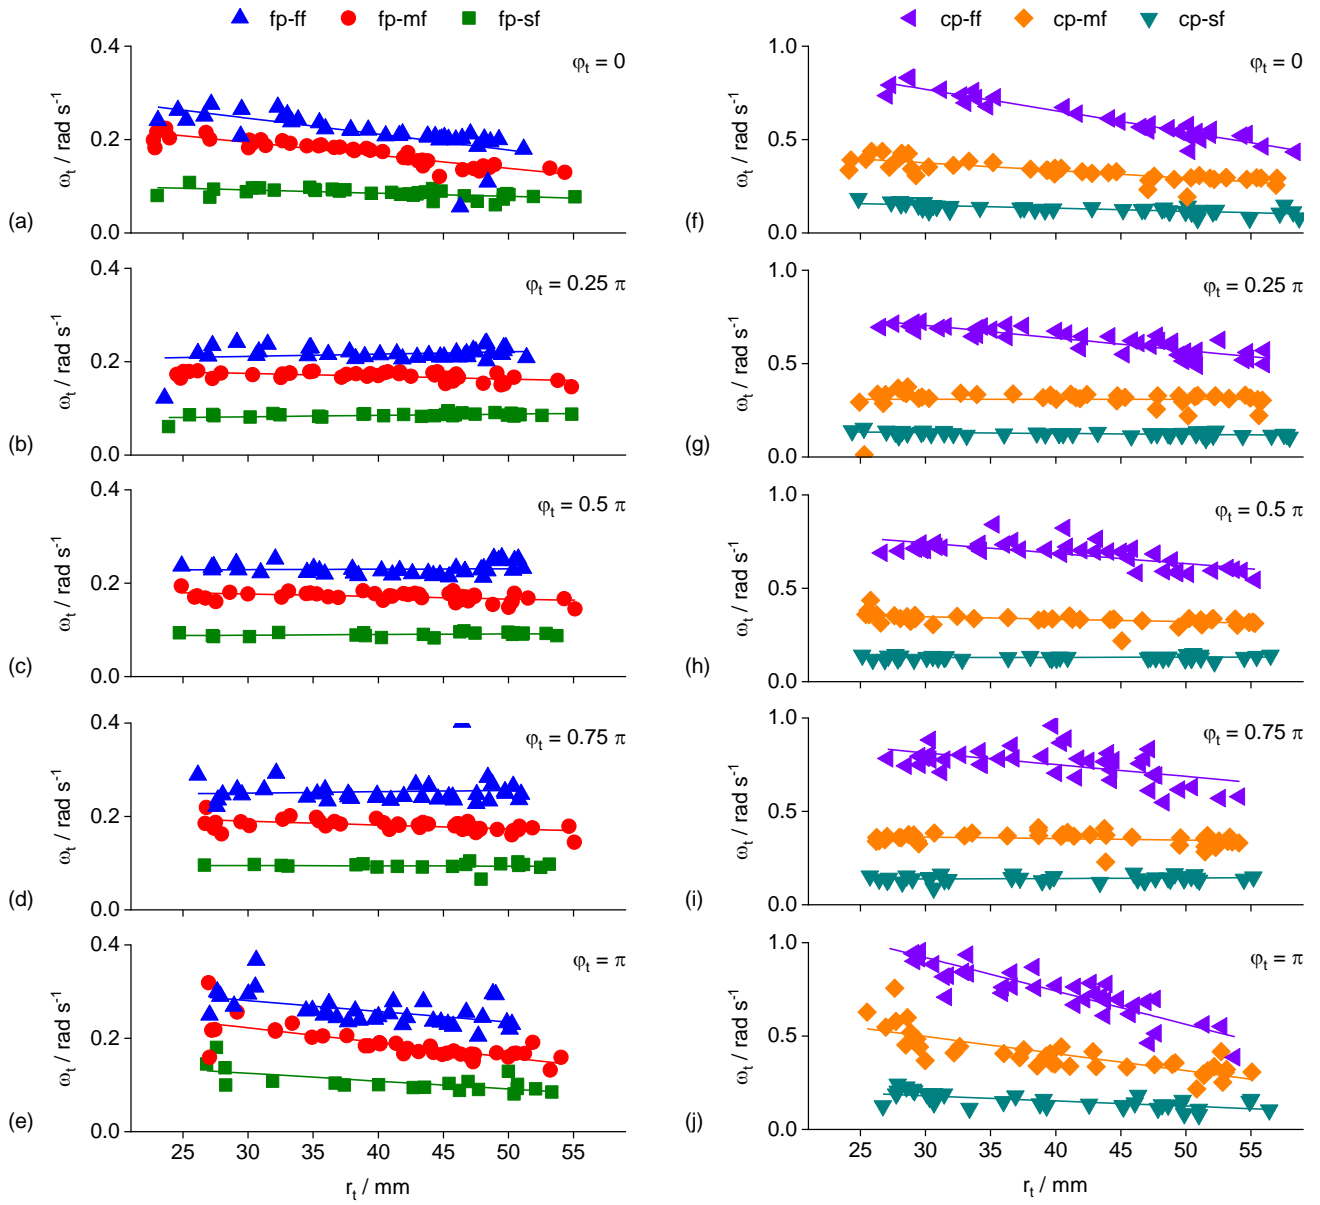 fp-ff fp-mf fp-sf
cp-ff cp-mf cp-sf
0.4
0.2
0.0
ωt / rad s-1
φt = 0
(a)
0.4
0.2
0.0
ωt / rad s-1
φt = 0.25 π
(b)
0.4
0.2
0.0
ωt / rad s-1
φt = 0.5 π
(c)
0.4
0.2
0.0
ωt / rad s-1
φt = 0.75 π
(d)
0.4
0.2
0.0
ωt / rad s-1
φt = π
(e)
25 30 35 40 45 50 55
rt / mm
1.0
0.5
0.0
ωt / rad s-1
φt = 0
(f)
1.0
0.5
0.0
ωt / rad s-1
φt = 0.25 π
(g)
1.0
0.5
0.0
ωt / rad s-1
φt = 0.5 π
(h)
1.0
0.5
0.0
ωt / rad s-1
φt = 0.75 π
(i)
1.0
0.5
0.0
ωt / rad s-1
φt = π
(j)
25 30 35 40 45 50 55
rt / mm